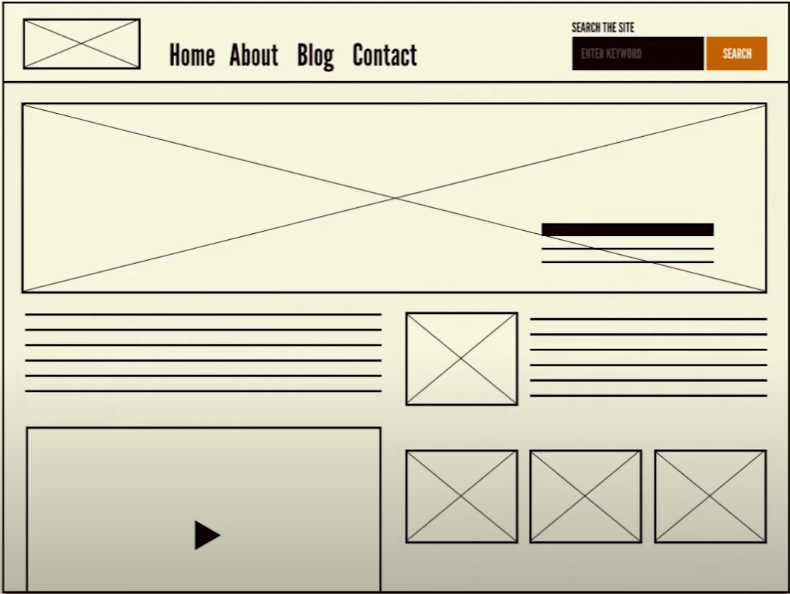 Home About Blog Contact
SEARCH THE SITE
ENTER KEYWORD
SEARCH